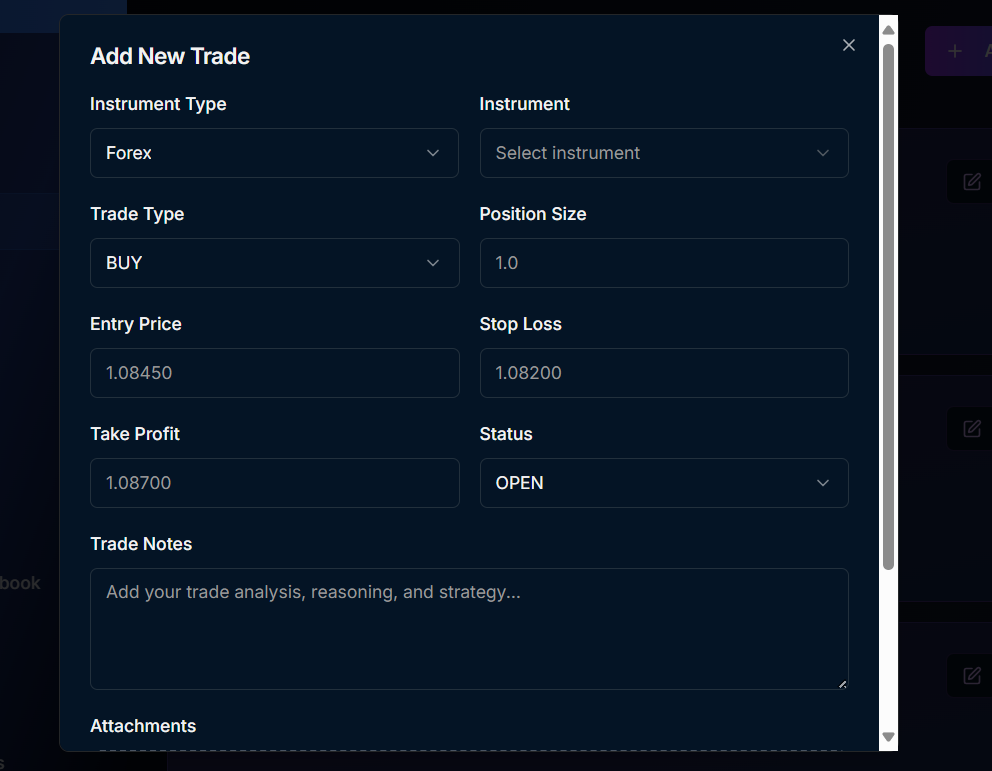 Add New Trade
Instrument Type
Instrument
Forex
Select instrument
Trade Type
Position Size
BUY
1.0
Entry Price
Stop Loss
1.08450
1.08200
Take Profit
Status
1.08700
OPEN
Trade Notes
Add your trade analysis, reasoning, and strategy...
book
Attachments